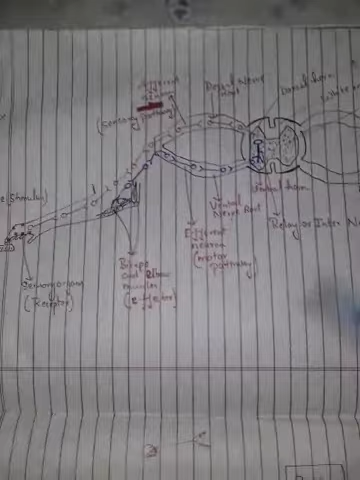 neuron
(Sensory pathway)
Dorsal Nerve
Root
Dorsal horn
Stimulus)
Ventral horn
Ventral
Nerve Root
Relay or Inter
Efferent
neuron
(motor
pathway)
Biceps
and Elbow
muscles
(Effector)
Sensory organ
(Receptor)